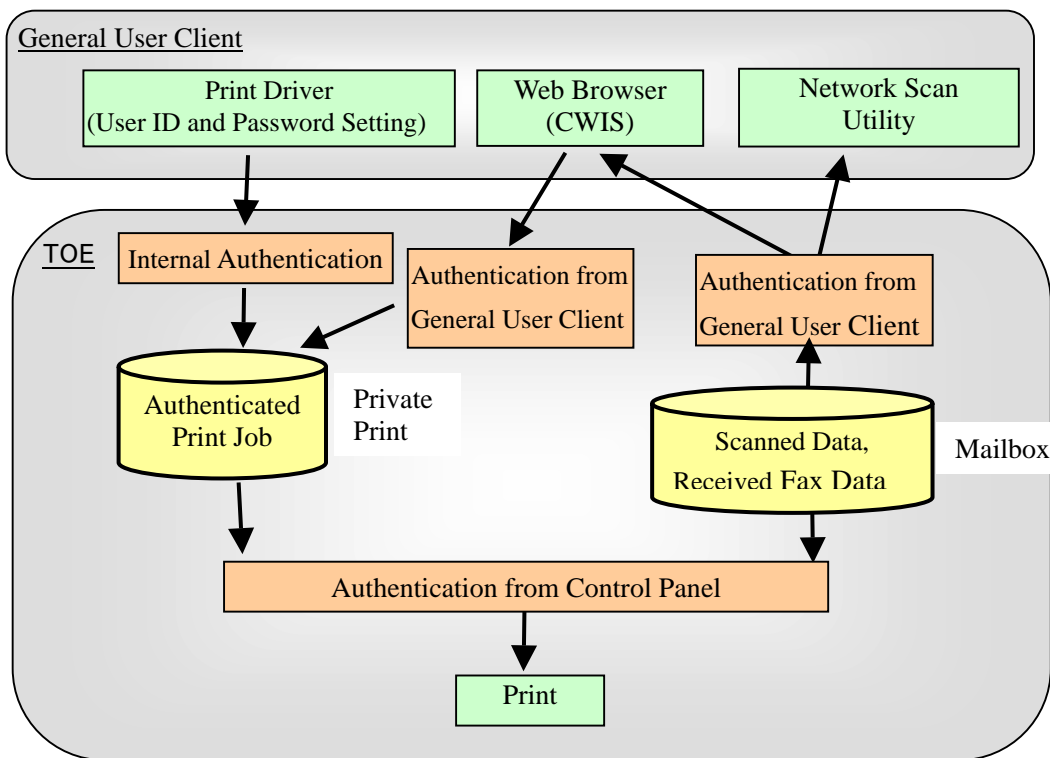 General User Client
Print Driver
(User ID and Password Setting)
Web Browser
(CWIS)
Network Scan
Utility
TOE
Internal Authentication
Authentication from
General User Client
Authentication from
General User Client
Authenticated
Print Job
Private
Print
Scanned Data,
Received Fax Data
Mailbox
Authentication from Control Panel
Print